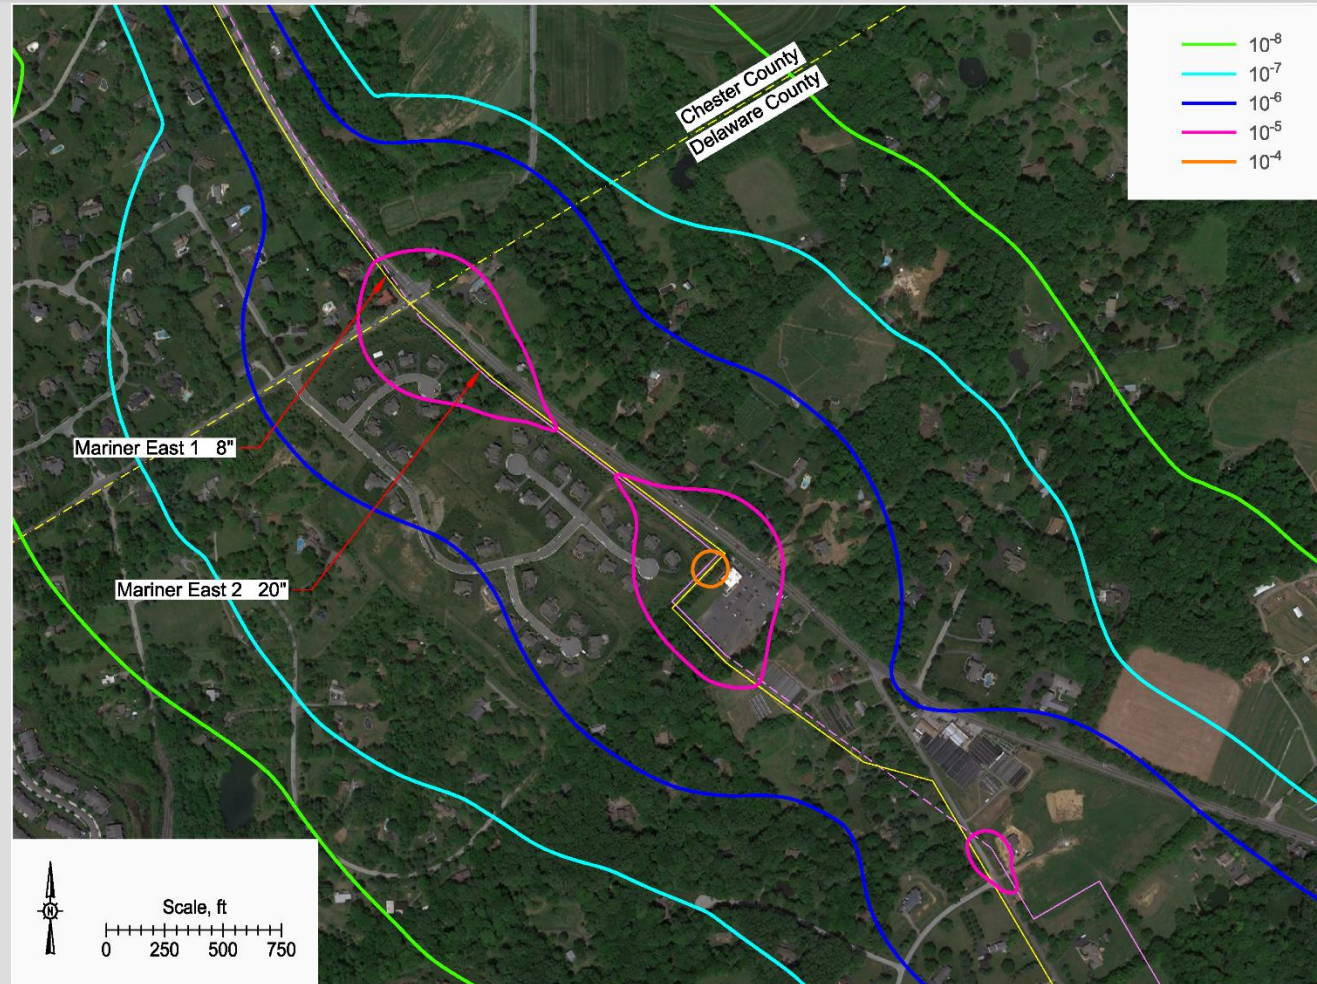 Chester County
Delaware County
10⁻⁸
10⁻⁷
10⁻⁶
10⁻⁵
10⁻⁴
Mariner East 1 8"
Mariner East 2 20"
N
Scale, ft
0 250 500 750